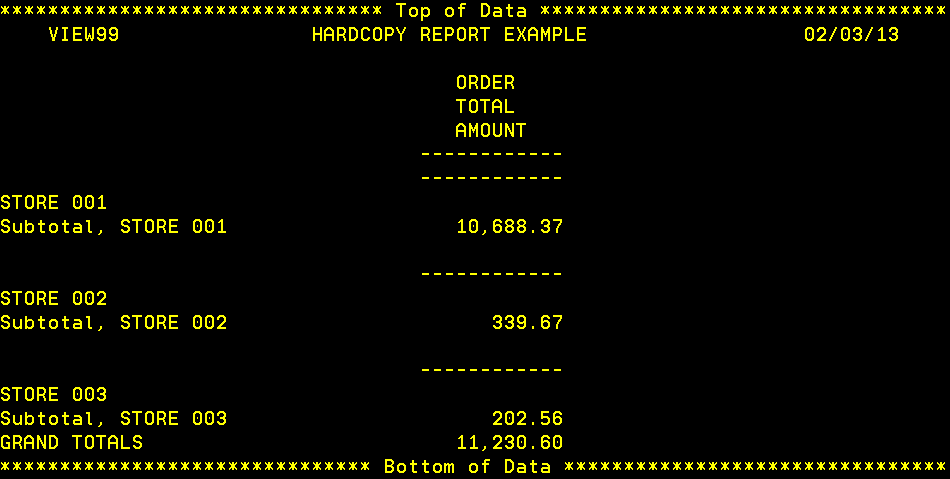 ******************************** Top of Data **********************************
VIEW99 HARDCOPY REPORT EXAMPLE 02/03/13
ORDER
TOTAL
AMOUNT
------------
------------
STORE 001
Subtotal, STORE 001 10,688.37
------------
STORE 002
Subtotal, STORE 002 339.67
------------
STORE 003
Subtotal, STORE 003 202.56
GRAND TOTALS 11,230.60
******************************* Bottom of Data ********************************